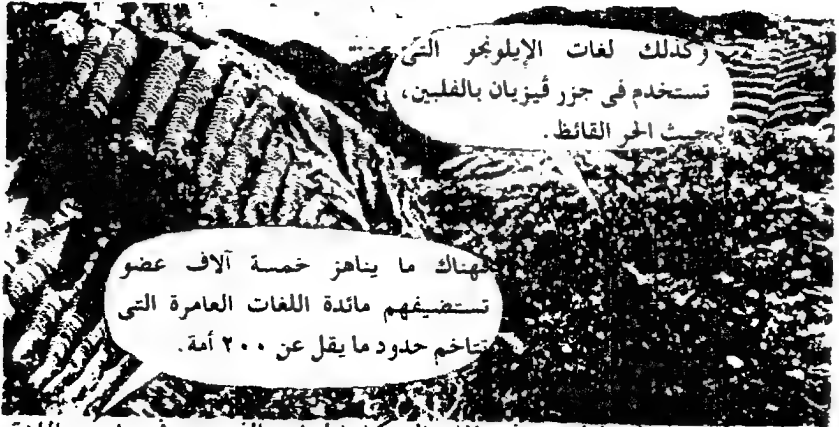 وكذلك لغات الإيلونجو التى
تستخدم فى جزر ڤيزيان بالفلبين،
حيث الحر القائظ.
فهناك ما يناهز خمسة آلاف عضو
تستضيفهم مائدة اللغات العامرة التى
تتاخم حدود ما يقل عن ٢٠٠ أمة.